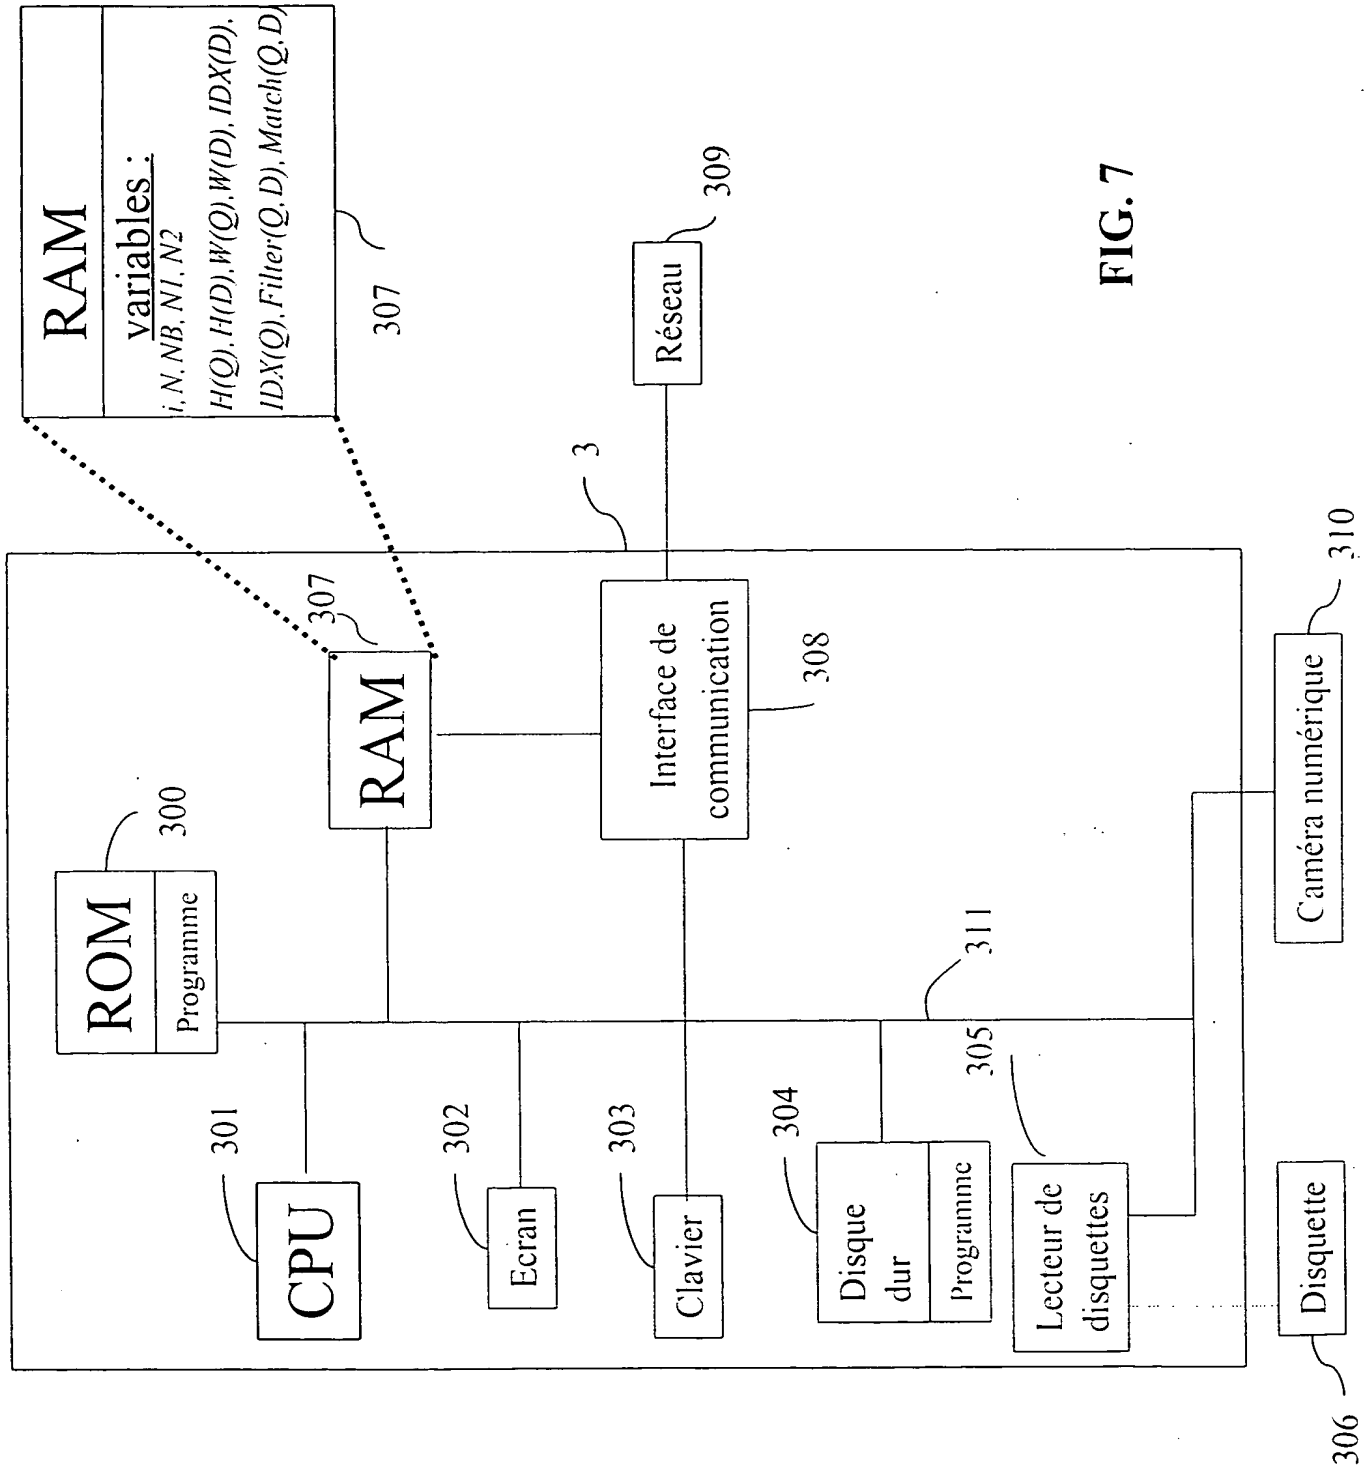 RAM
variables :
i, N, NB, N1, N2
H(Q), H(D), W(Q), W(D), IDX(D),
IDX(Q), Filter(Q, D), Match(Q, D)
307
ROM
Programme
300
RAM
307
CPU
301
Ecran
302
Clavier
303
Interface de
communication
308
3
Réseau
309
Disque
dur
Programme
304
311
Lecteur de
disquettes
305
Disquette
306
Caméra numérique
310
FIG. 7